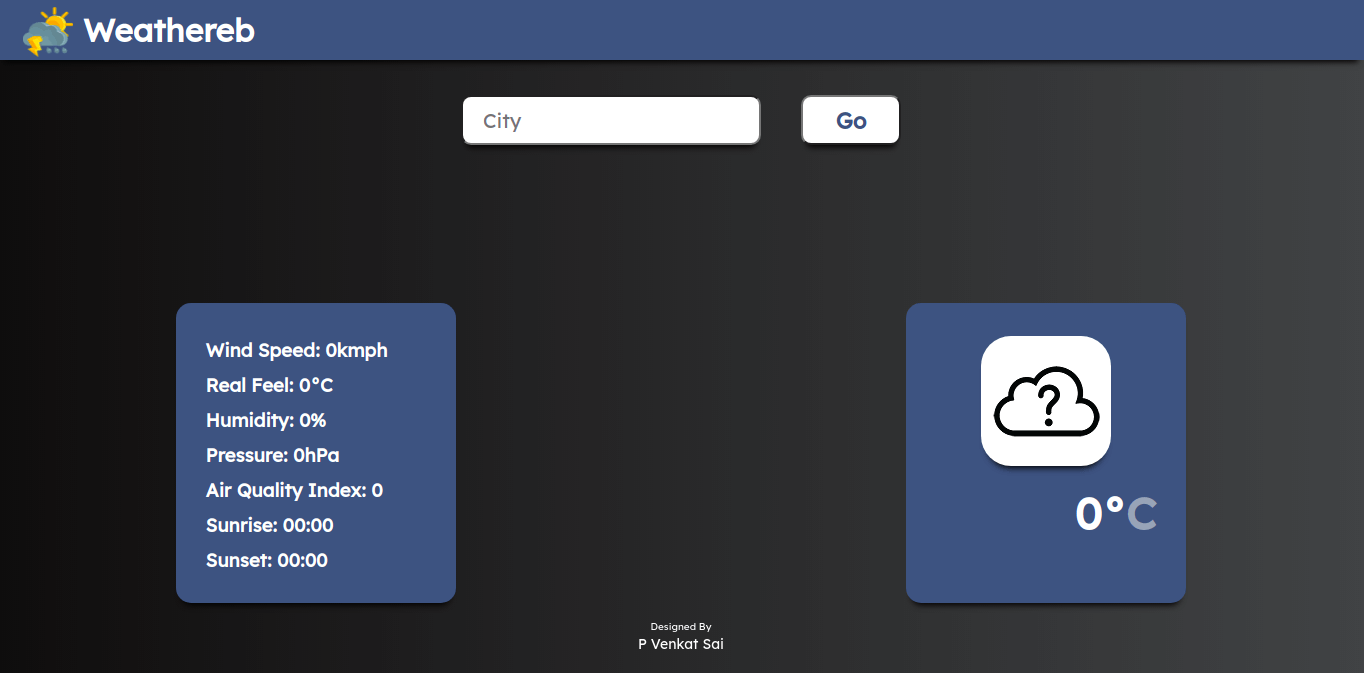 Weathereb
City
Go
Wind Speed: 0kmph
Real Feel: 0°C
Humidity: 0%
Pressure: 0hPa
Air Quality Index: 0
Sunrise: 00:00
Sunset: 00:00
?
0°C
Designed By
P Venkat Sai